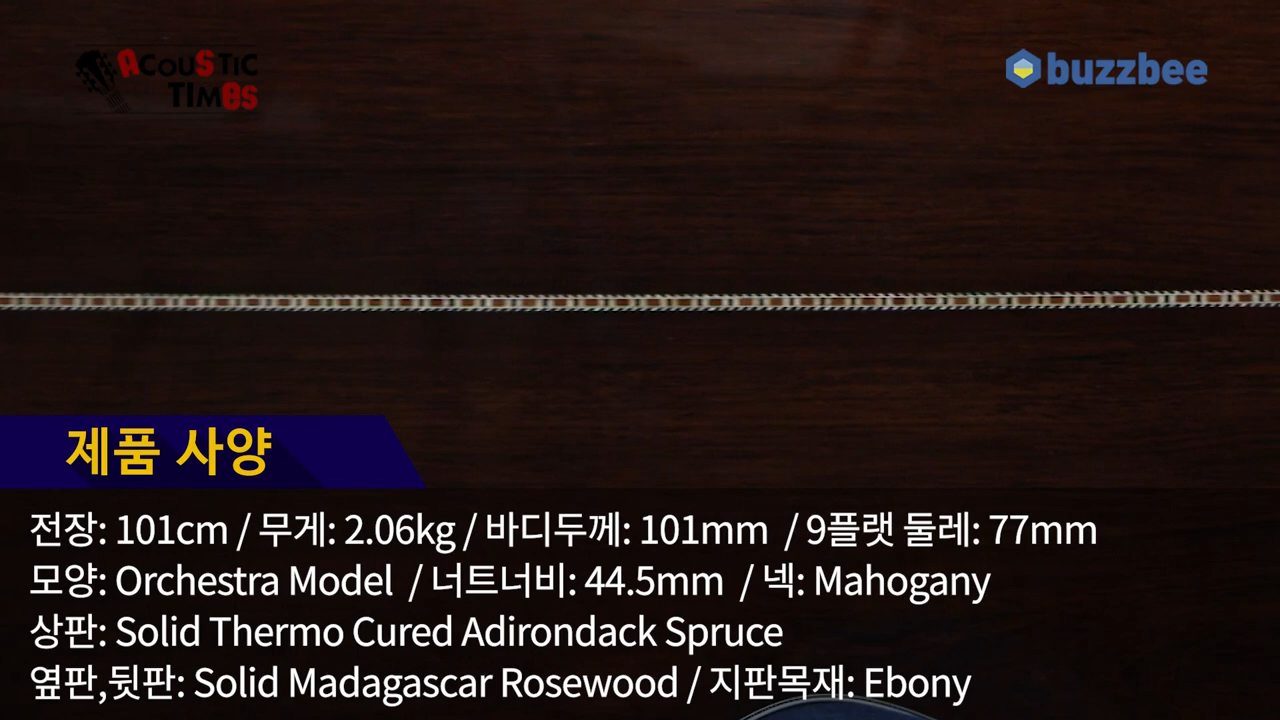 ACOUSTIC
TIMES
buzzbee
제품 사양
전장: 101cm / 무게: 2.06kg / 바디두께: 101mm / 9플랫 둘레: 77mm
모양: Orchestra Model / 너트너비: 44.5mm / 넥: Mahogany
상판: Solid Thermo Cured Adirondack Spruce
옆판,뒷판: Solid Madagascar Rosewood / 지판목재: Ebony